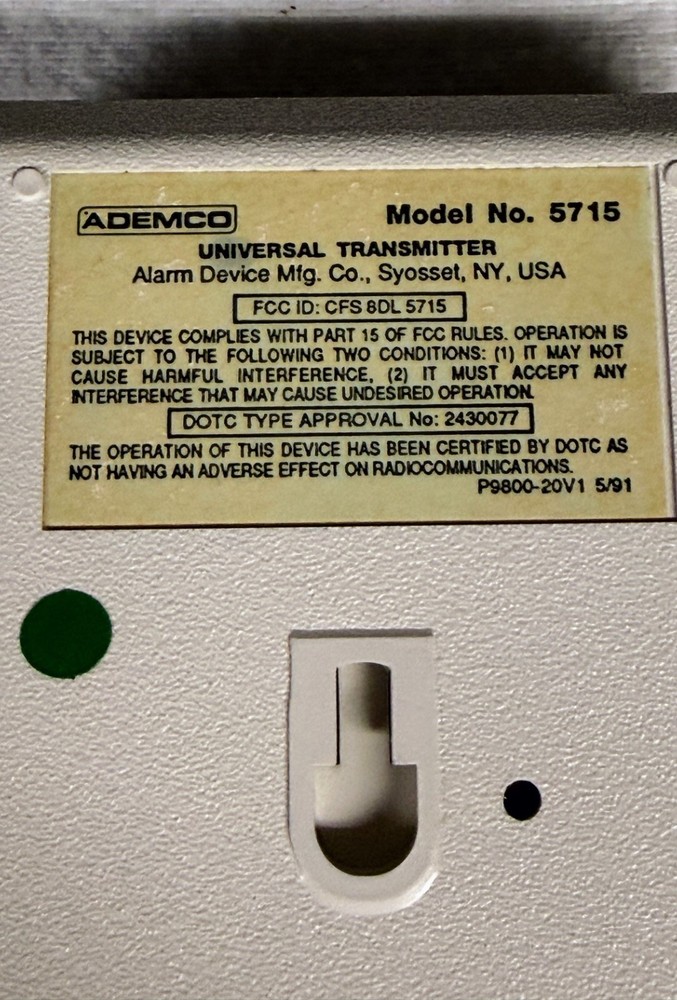 ADEMCO Model No. 5715
UNIVERSAL TRANSMITTER
Alarm Device Mfg. Co., Syosset, NY, USA
FCC ID: CFS 8DL 5715
THIS DEVICE COMPLIES WITH PART 15 OF FCC RULES. OPERATION IS
SUBJECT TO THE FOLLOWING TWO CONDITIONS: (1) IT MAY NOT
CAUSE HARMFUL INTERFERENCE, (2) IT MUST ACCEPT ANY
INTERFERENCE THAT MAY CAUSE UNDESIRED OPERATION.
DOTC TYPE APPROVAL No: 2430077
THE OPERATION OF THIS DEVICE HAS BEEN CERTIFIED BY DOTC AS
NOT HAVING AN ADVERSE EFFECT ON RADIOCOMMUNICATIONS.
P9800-20V1 5/91